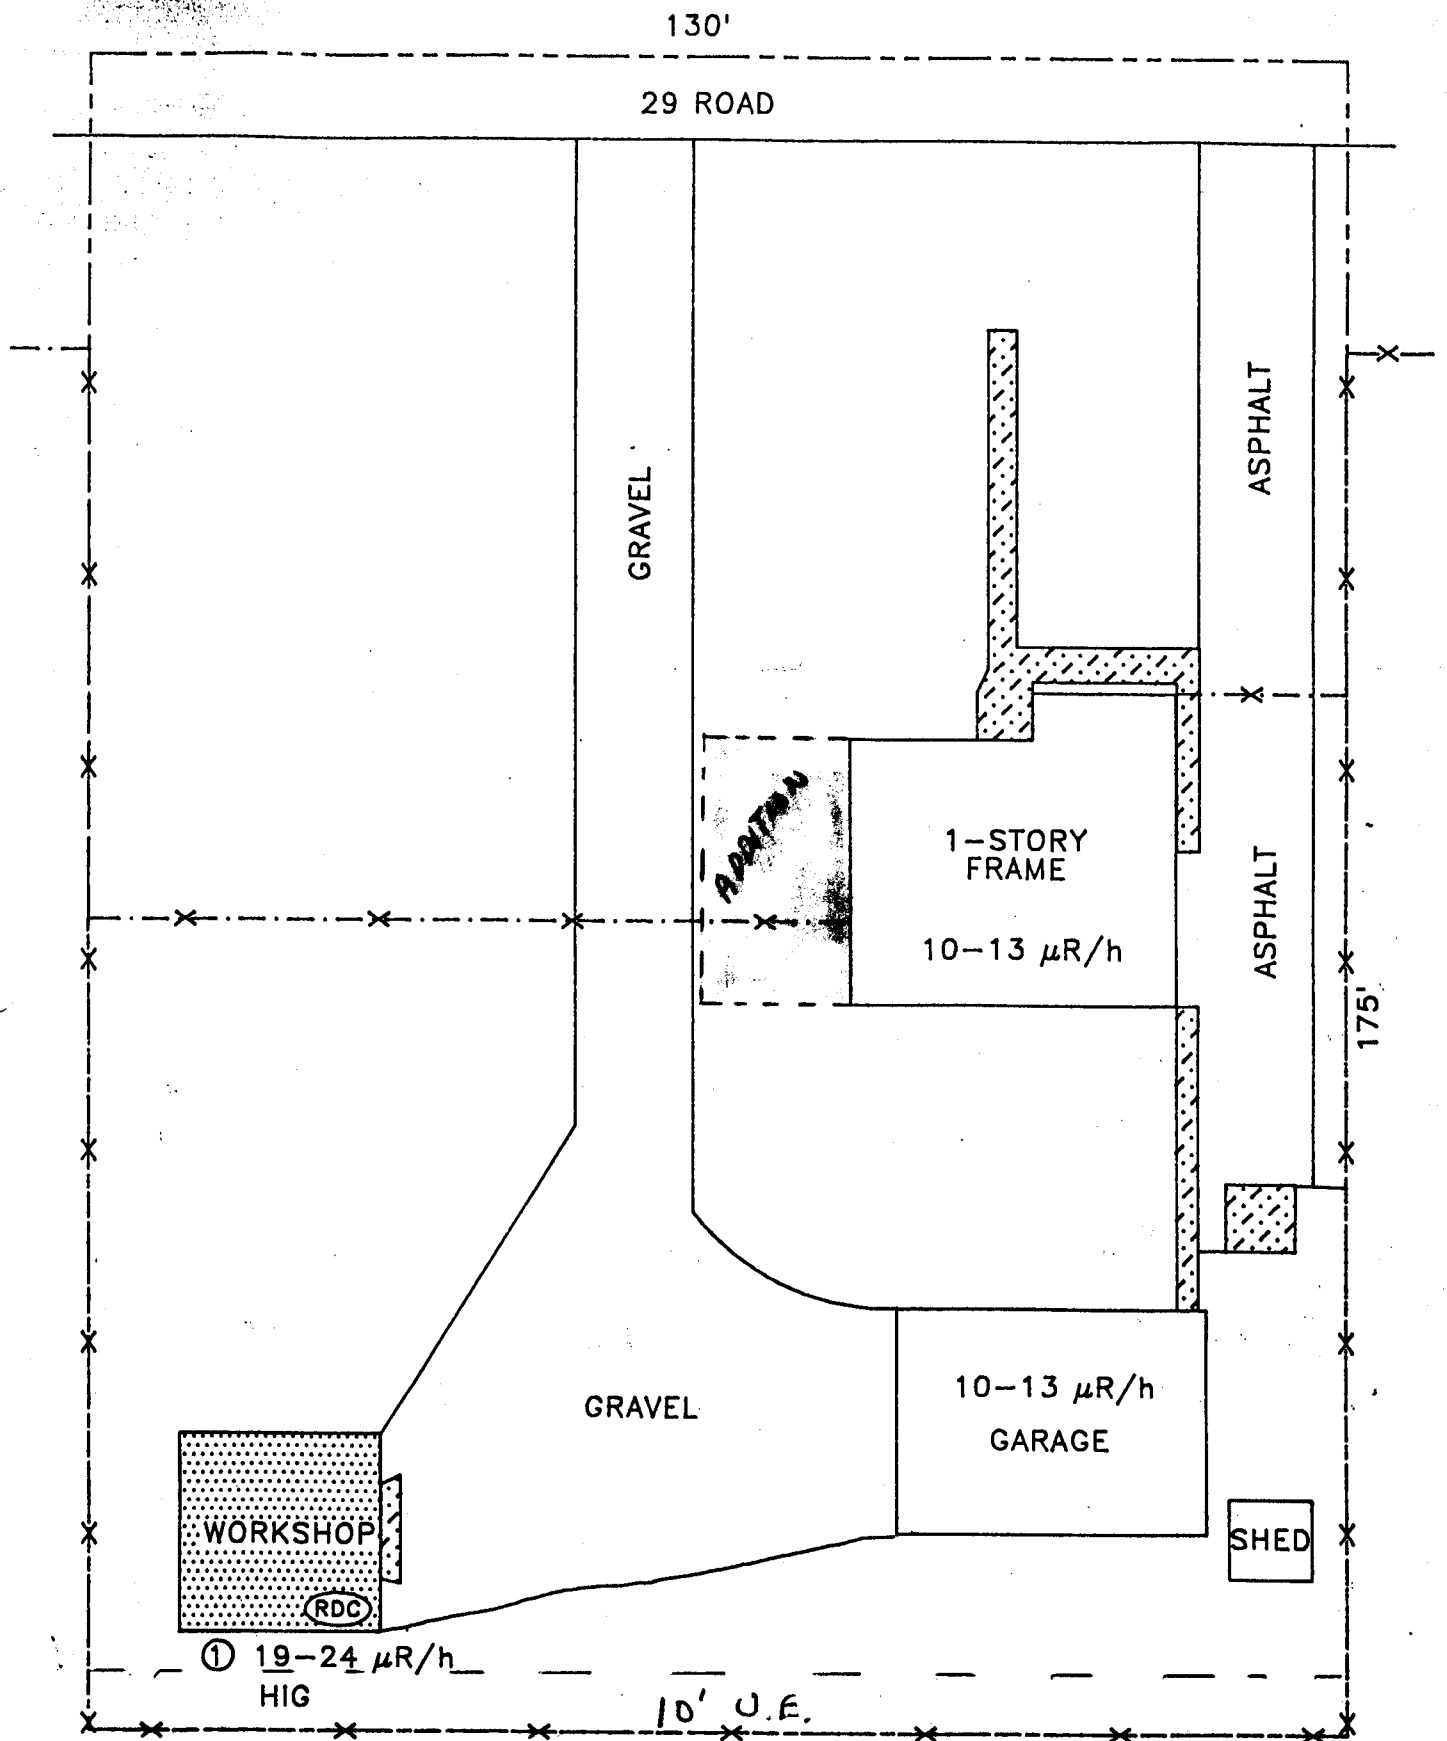 130'
29 ROAD
GRAVEL
ASPHALT
ADDITION
1-STORY
FRAME
10-13 μR/h
ASPHALT
175'
GRAVEL
10-13 μR/h
GARAGE
WORKSHOP
RDC
SHED
① 19-24 μR/h
HIG
10' U.E.